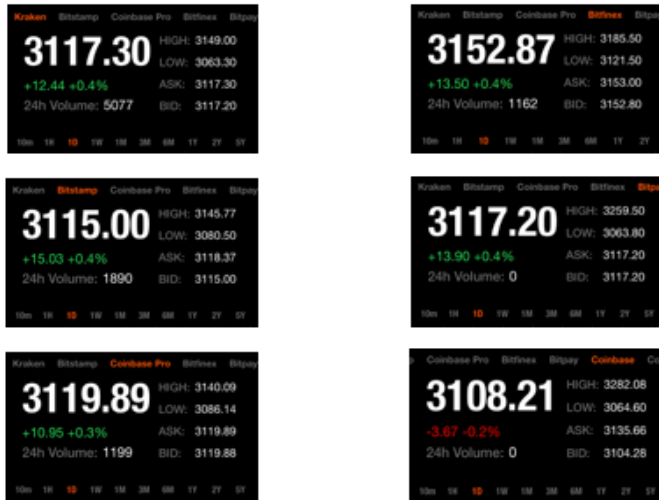 Kraken Bitstamp Coinbase Pro Bitfinex Bitpay
3117.30
HIGH: 3149.00
LOW: 3063.30
+12.44 +0.4%
ASK: 3117.30
24h Volume: 5077
BID: 3117.20
10m 1H 1D 1W 1M 3M 6M 1Y 2Y 5Y
Kraken Bitstamp Coinbase Pro Bitfinex Bitpay
3152.87
HIGH: 3185.50
LOW: 3121.50
+13.50 +0.4%
ASK: 3153.00
24h Volume: 1162
BID: 3152.80
10m 1H 1D 1W 1M 3M 6M 1Y 2Y
Kraken Bitstamp Coinbase Pro Bitfinex Bitpay
3115.00
HIGH: 3145.77
LOW: 3080.50
+15.03 +0.4%
ASK: 3118.37
24h Volume: 1890
BID: 3115.00
10m 1H 1D 1W 1M 3M 6M 1Y 2Y 5Y
Kraken Bitstamp Coinbase Pro Bitfinex Bitpa
3117.20
HIGH: 3259.50
LOW: 3063.80
+13.90 +0.4%
ASK: 3117.20
24h Volume: 0
BID: 3117.20
10m 1H 1D 1W 1M 3M 6M 1Y 2Y 5Y
Kraken Bitstamp Coinbase Pro Bitfinex Bitpay
3119.89
HIGH: 3140.09
LOW: 3086.14
+10.95 +0.3%
ASK: 3119.89
24h Volume: 1199
BID: 3119.88
10m 1H 1D 1W 1M 3M 6M 1Y 2Y 5Y
Coinbase Pro Bitfinex Bitpay Coinbase Co
3108.21
HIGH: 3282.08
LOW: 3064.60
-3.67 -0.2%
ASK: 3135.66
24h Volume: 0
BID: 3104.28
10m 1H 1D 1W 1M 3M 6M 1Y 2Y 5Y